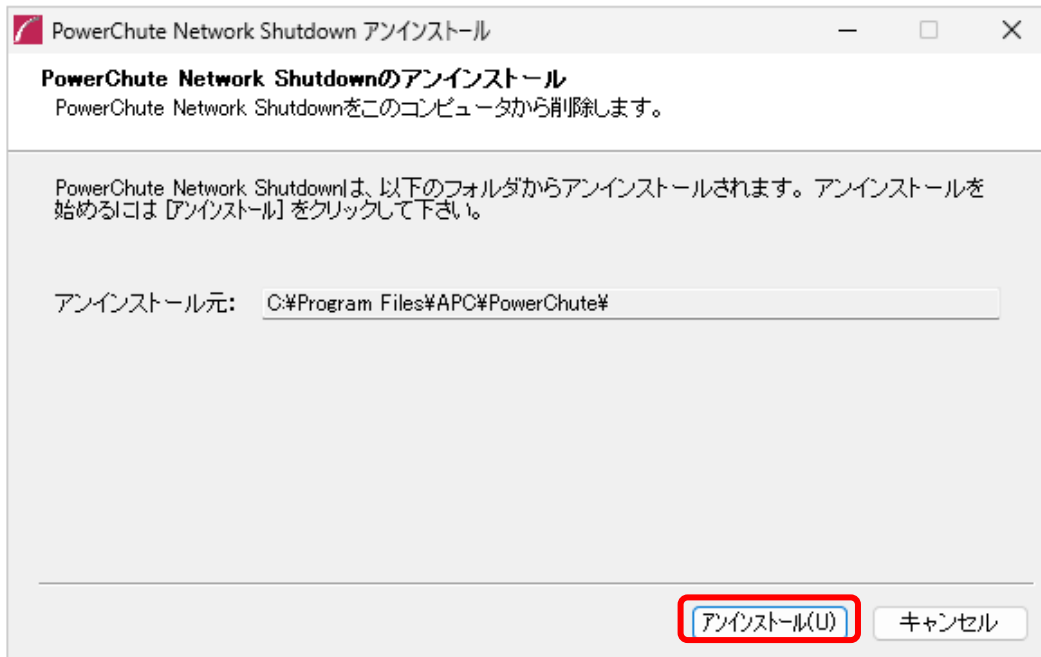 PowerChute Network Shutdown アンインストール
PowerChute Network Shutdownのアンインストール
PowerChute Network Shutdownをこのコンピュータから削除します。
PowerChute Network Shutdownは、以下のフォルダからアンインストールされます。アンインストールを
始めるには [アンインストール] をクリックして下さい。
アンインストール元: C:¥Program Files¥APC¥PowerChute¥
アンインストール(U) キャンセル